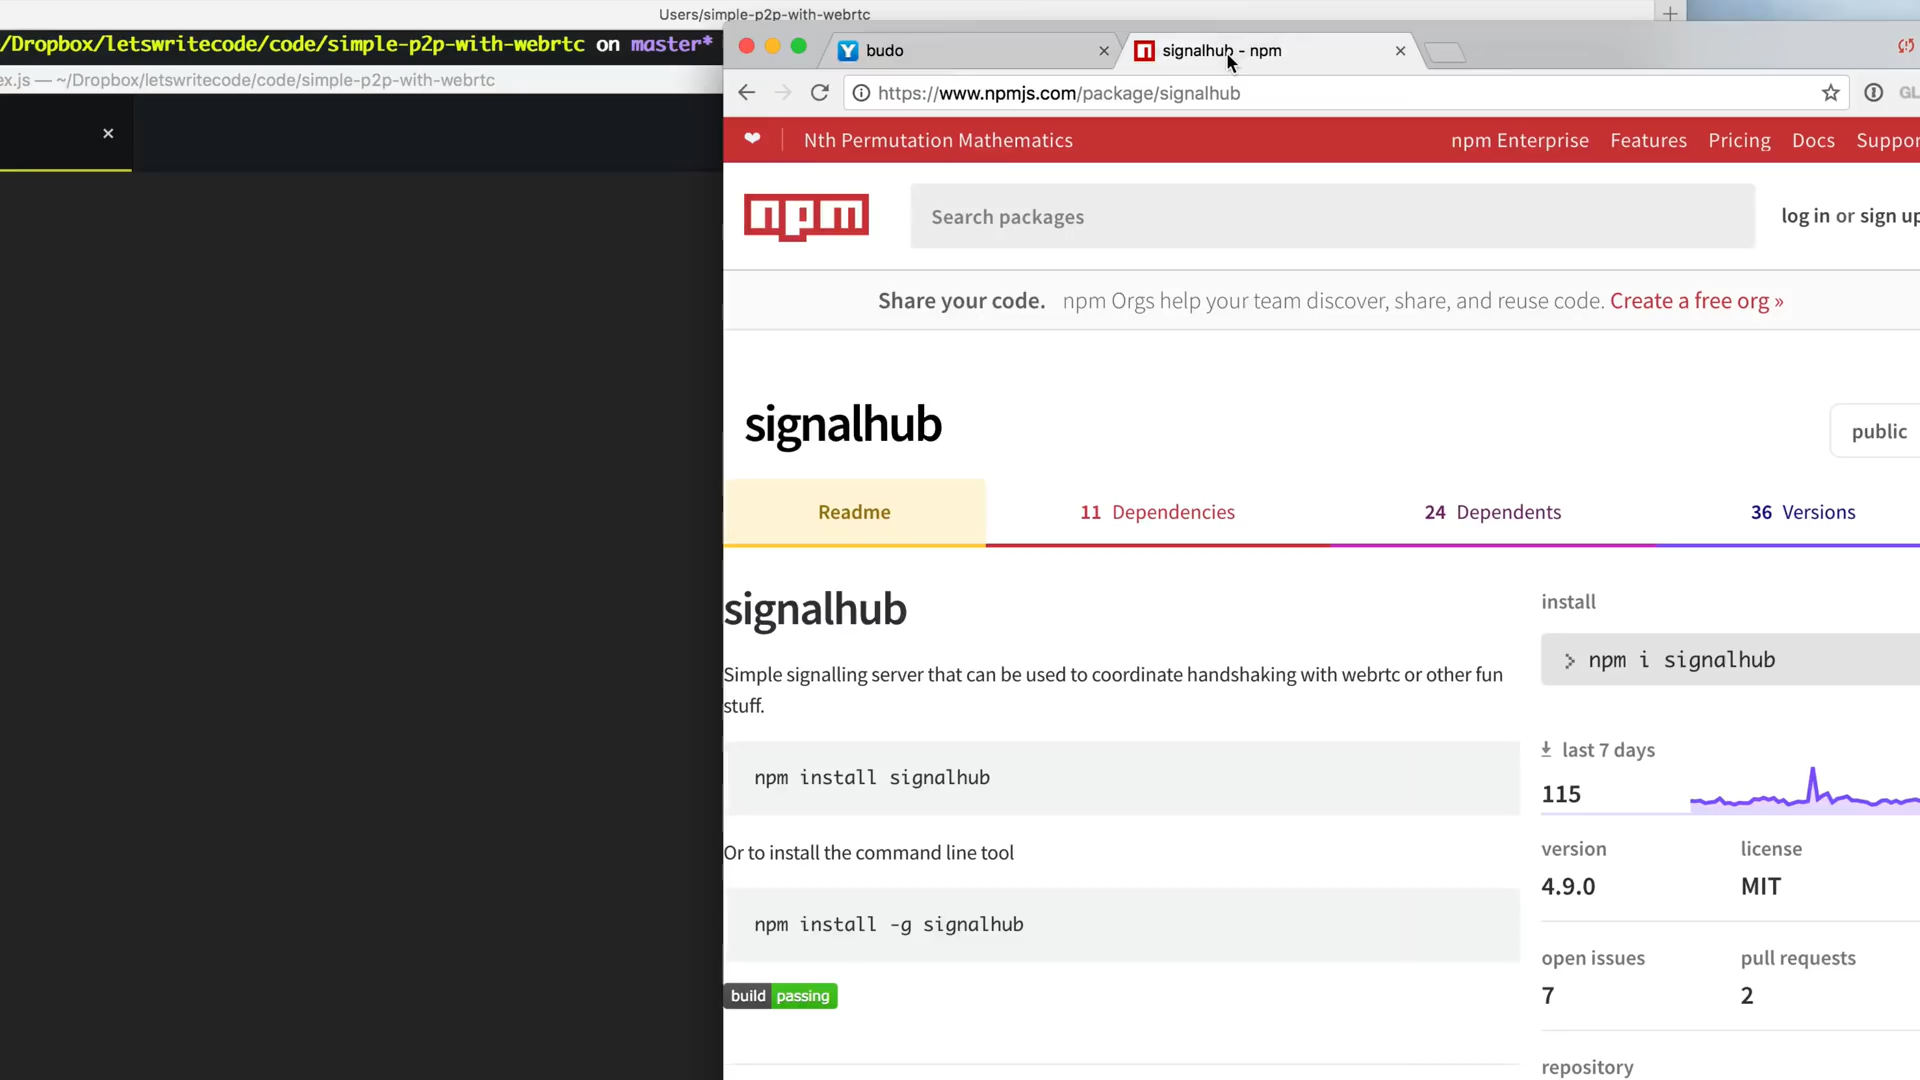 Users/simple-p2p-with-webrtc
/Dropbox/letswritecode/code/simple-p2p-with-webrtc on master*
ex.js — ~/Dropbox/letswritecode/code/simple-p2p-with-webrtc
budo
signalhub - npm
https://www.npmjs.com/package/signalhub
GL
Nth Permutation Mathematics
npm Enterprise Features Pricing Docs Suppor
npm
Search packages
log in or sign up
Share your code. npm Orgs help your team discover, share, and reuse code. Create a free org »
signalhub
public
Readme
11 Dependencies
24 Dependents
36 Versions
signalhub
Simple signalling server that can be used to coordinate handshaking with webrtc or other fun
stuff.
npm install signalhub
Or to install the command line tool
npm install -g signalhub
build passing
install
> npm i signalhub
last 7 days
115
version
4.9.0
license
MIT
open issues
7
pull requests
2
repository